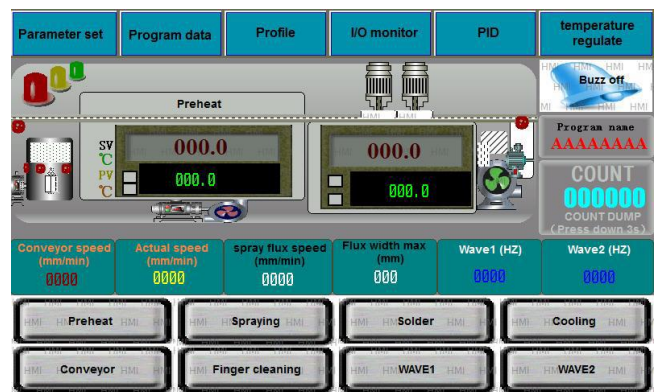 Parameter set
Program data
Profile
I/O monitor
PID
temperature
regulate
Buzz off
Preheat
Program name
AAAAAAAA
SV
°C
PV
°C
000.0
000.0
000.0
000.0
COUNT
000000
COUNT DUMP
(Press down 3s)
Conveyor speed
(mm/min)
0000
Actual speed
(mm/min)
0000
spray flux speed
(mm/min)
0000
Flux width max
(mm)
000
Wave1 (HZ)
0000
Wave2 (HZ)
0000
Preheat
Spraying
Solder
Cooling
Conveyor
Finger cleaning
WAVE1
WAVE2